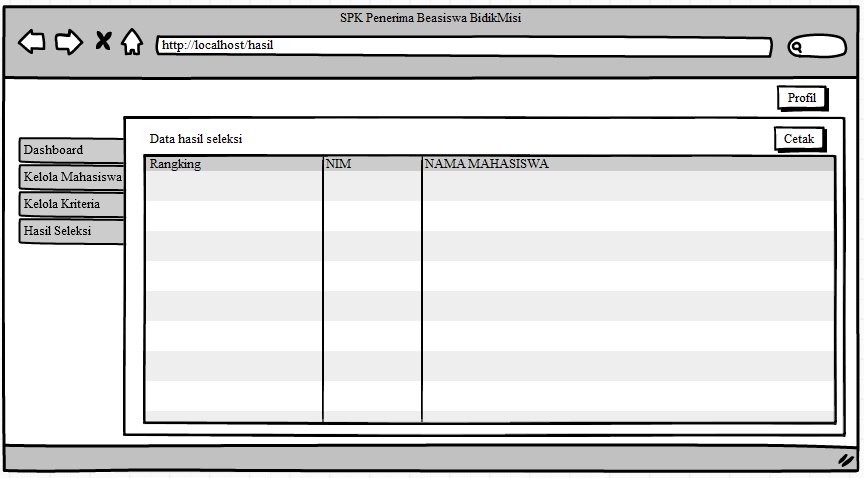 SPK Penerima Beasiswa BidikMisi
http://localhost/hasil
Profil
Dashboard
Kelola Mahasiswa
Kelola Kriteria
Hasil Seleksi
Data hasil seleksi
Cetak
Rangking NIM NAMA MAHASISWA